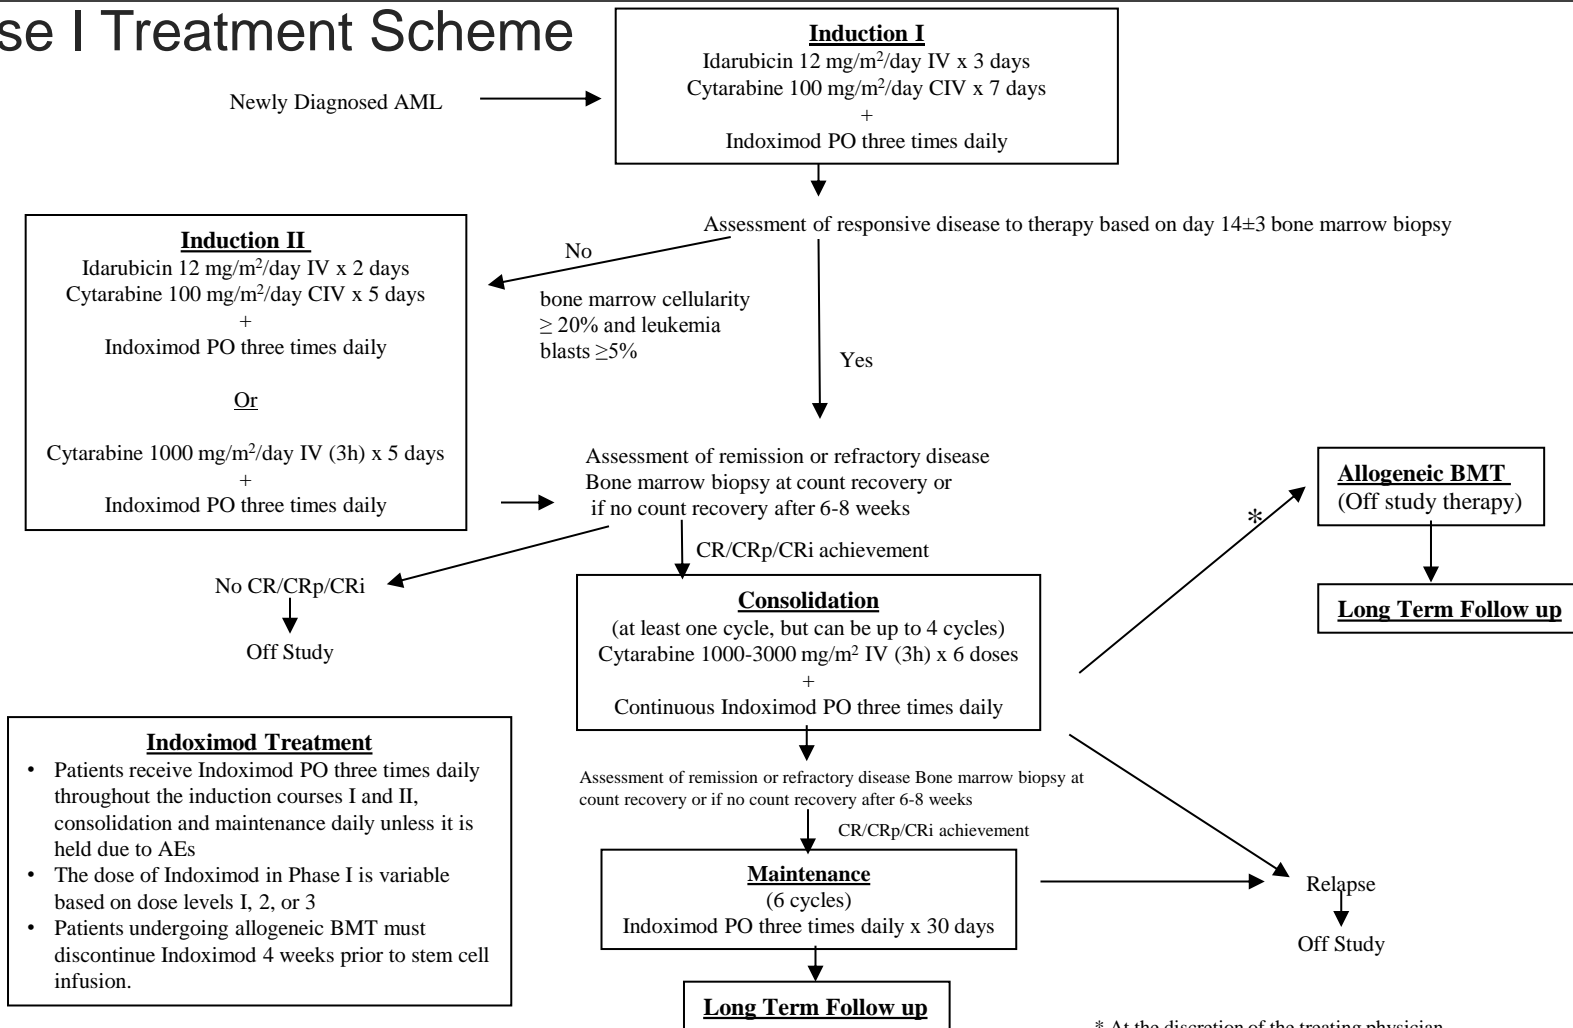 se I Treatment Scheme
Induction I
Idarubicin 12 mg/m²/day IV x 3 days
Cytarabine 100 mg/m²/day CIV x 7 days
+
Indoximod PO three times daily
Newly Diagnosed AML
Assessment of responsive disease to therapy based on day 14±3 bone marrow biopsy
No
bone marrow cellularity
≥ 20% and leukemia
blasts ≥5%
Yes
Induction II
Idarubicin 12 mg/m²/day IV x 2 days
Cytarabine 100 mg/m²/day CIV x 5 days
+
Indoximod PO three times daily
Or
Cytarabine 1000 mg/m²/day IV (3h) x 5 days
+
Indoximod PO three times daily
Assessment of remission or refractory disease
Bone marrow biopsy at count recovery or
if no count recovery after 6-8 weeks
CR/CRp/CRi achievement
No CR/CRp/CRi
Off Study
Consolidation
(at least one cycle, but can be up to 4 cycles)
Cytarabine 1000-3000 mg/m² IV (3h) x 6 doses
+
Continuous Indoximod PO three times daily
*
Allogeneic BMT
(Off study therapy)
Long Term Follow up
Indoximod Treatment
• Patients receive Indoximod PO three times daily
throughout the induction courses I and II,
consolidation and maintenance daily unless it is
held due to AEs
• The dose of Indoximod in Phase I is variable
based on dose levels I, 2, or 3
• Patients undergoing allogeneic BMT must
discontinue Indoximod 4 weeks prior to stem cell
infusion.
Assessment of remission or refractory disease Bone marrow biopsy at
count recovery or if no count recovery after 6-8 weeks
CR/CRp/CRi achievement
Maintenance
(6 cycles)
Indoximod PO three times daily x 30 days
Relapse
Off Study
Long Term Follow up
* At the discretion of the treating physician